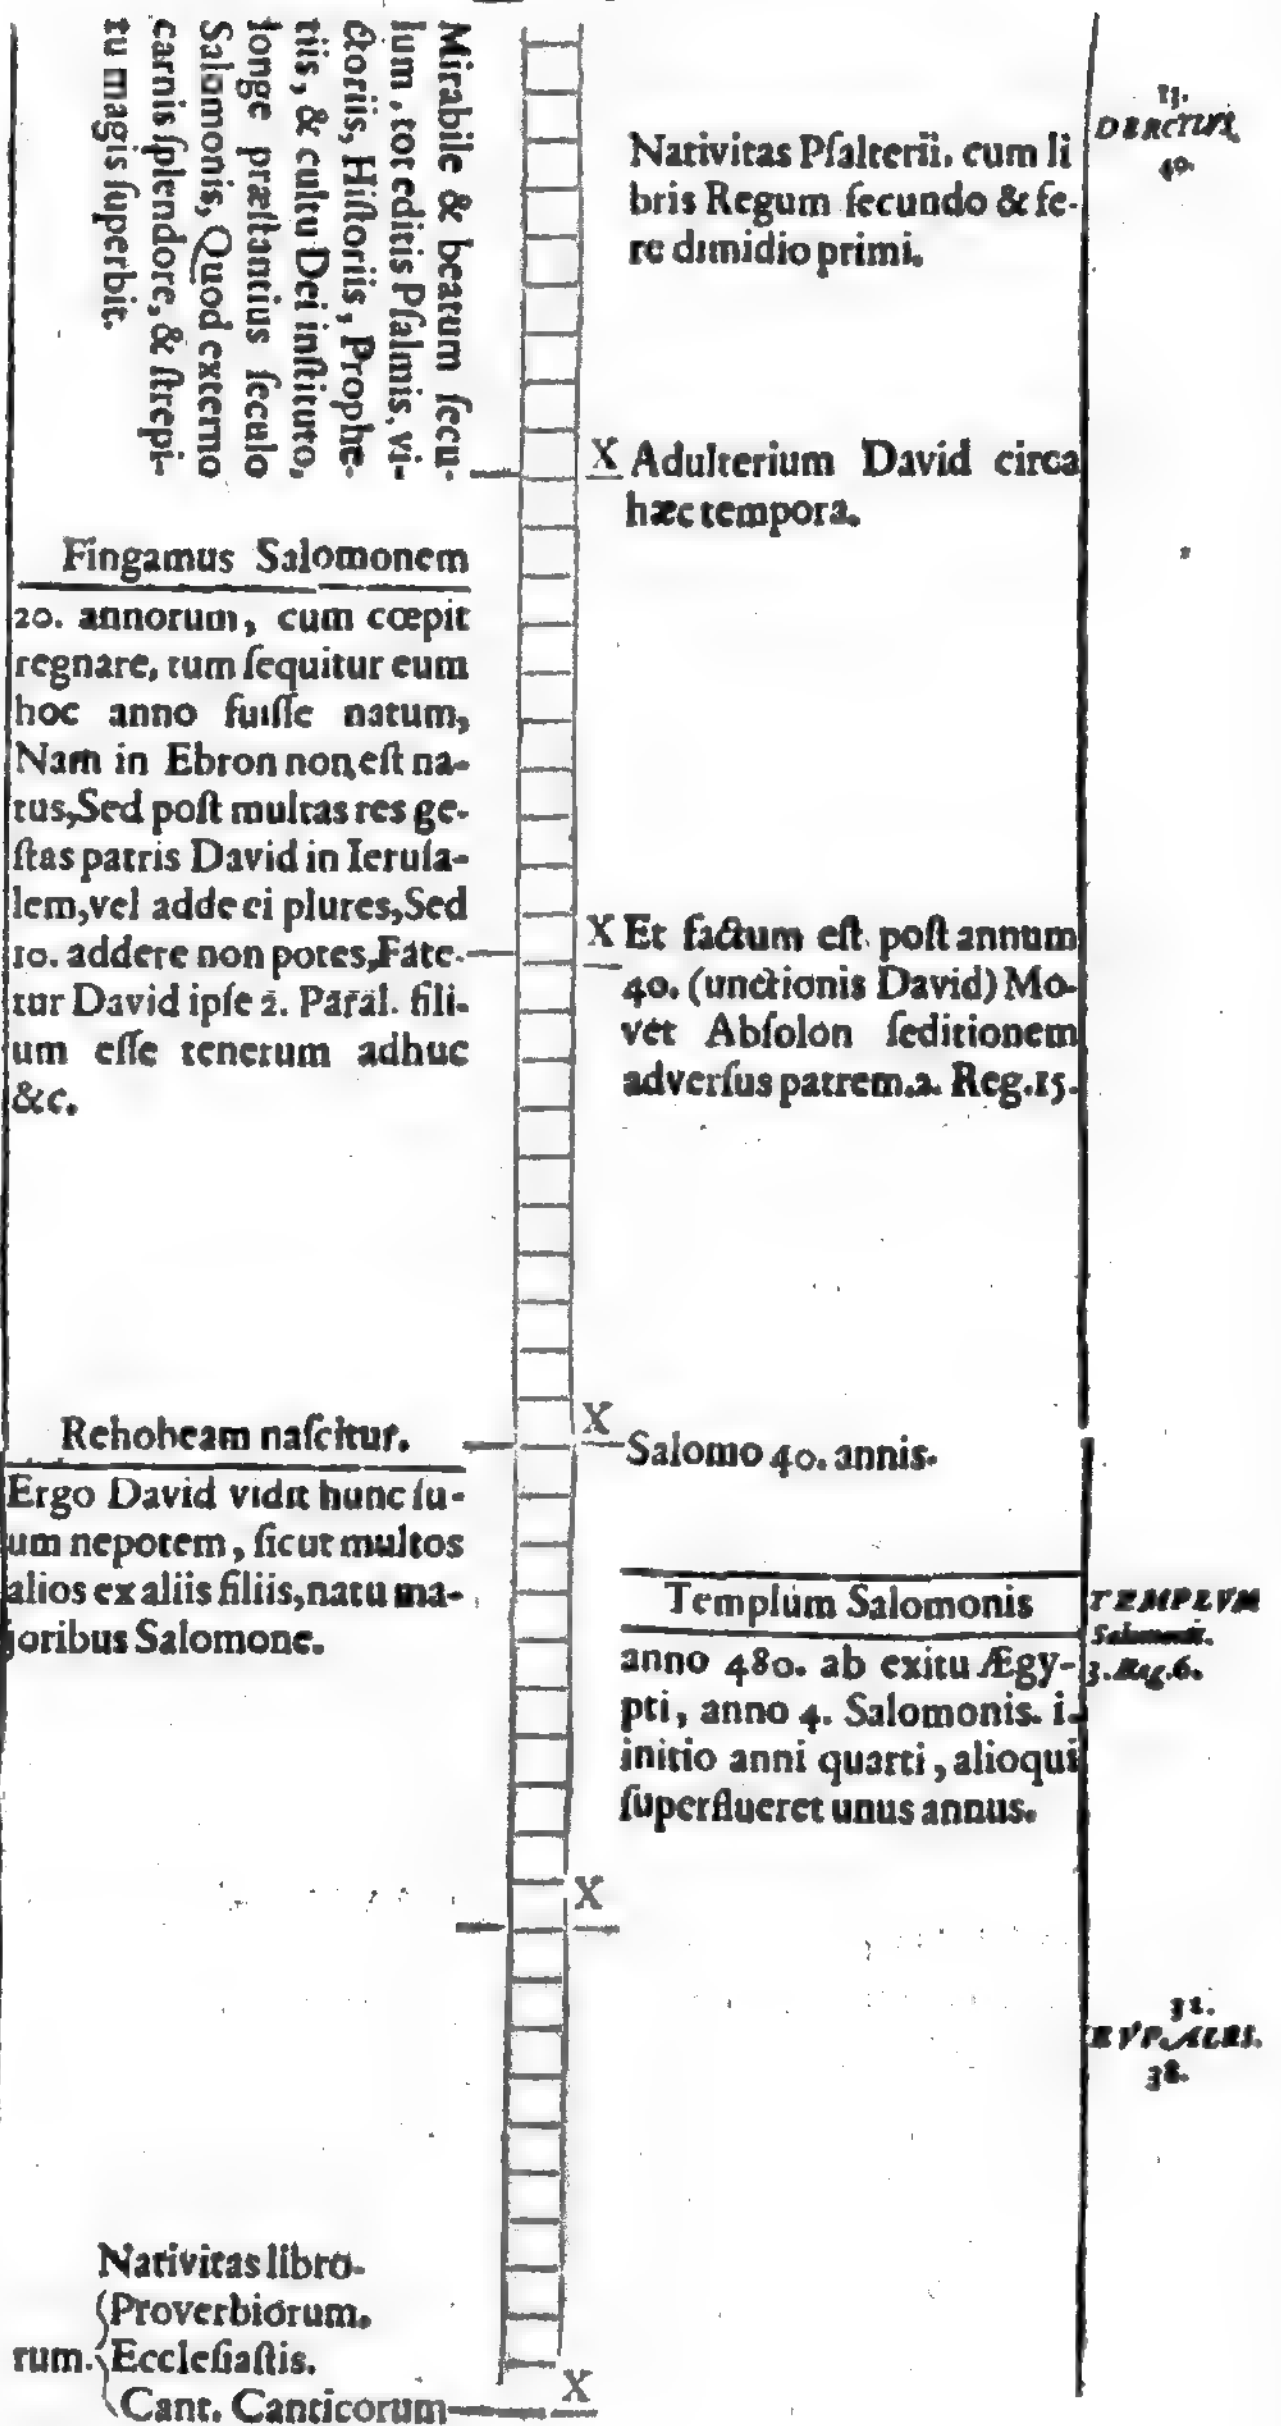 Mirabile & beatum ſecu-
lum, tot editis Pſalmis, vi-
ctoriis, Hiſtoriis, Prophe-
tiis, & cultu Dei inſtituto,
longe præſtantius ſeculo
Salomonis, Quod externo
carnis ſplendore, & ſtrepi-
tu magis ſuperbit.
Fingamus Salomonem
20. annorum, cum cœpit
regnare, tum ſequitur eum
hoc anno fuiſſe natum,
Nam in Ebron non eſt na-
tus, Sed poſt multas res ge-
ſtas patris David in Ieruſa-
lem, vel adde ei plures, Sed
10. addere non potes, Fate-
tur David ipſe 2. Paral. fili-
um eſſe tenerum adhuc
&c.
Rehobeam naſcitur.
Ergo David vidit hunc ſu-
um nepotem, ſicut multos
alios ex aliis filiis, natu ma-
joribus Salomone.
Nativitas libro-
Proverbiorum.
rum. Eccleſiaſtis.
Cant. Canticorum
X
X
X
X
X
Nativitas Pſalterii, cum li
bris Regum ſecundo & fe-
re dimidio primi.
Adulterium David circa
hæc tempora.
Et factum eſt poſt annum
40. (unctionis David) Mo-
vet Abſolon ſeditionem
adverſus patrem. 2. Reg. 15.
Salomo 40. annis.
Templum Salomonis
anno 480. ab exitu Ægy-
pti, anno 4. Salomonis. i.
initio anni quarti, alioqui
ſuperflueret unus annus.
40.
TEMPLVM
Salomonis.
3. Reg. 6.
38.